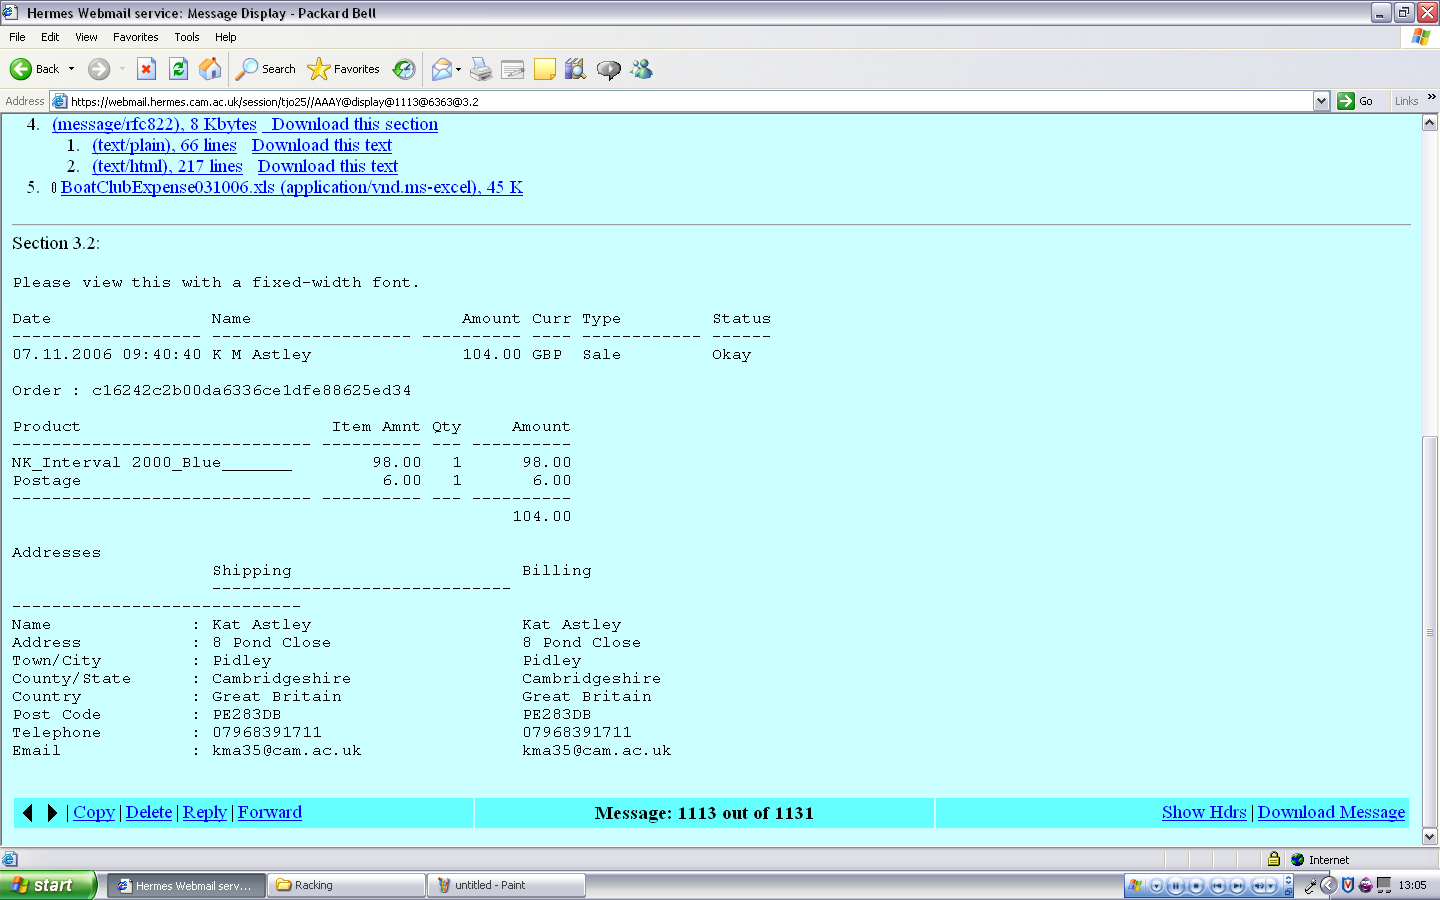 Hermes Webmail service: Message Display - Packard Bell
File Edit View Favorites Tools Help
Back Search Favorites
Address https://webmail.hermes.cam.ac.uk/session/tjo25//AAAY@display@1113@6363@3.2 Go Links »
4. (message/rfc822), 8 Kbytes Download this section
1. (text/plain), 66 lines Download this text
2. (text/html), 217 lines Download this text
5. BoatClubExpense031006.xls (application/vnd.ms-excel), 45 K
Section 3.2:
Please view this with a fixed-width font.
Date Name Amount Curr Type Status
------------------- -------------------- ---------- ---- ------------ ------
07.11.2006 09:40:40 K M Astley 104.00 GBP Sale Okay
Order : c16242c2b00da6336ce1dfe88625ed34
Product Item Amnt Qty Amount
------------------------------ ---------- --- ----------
NK_Interval 2000_Blue_______ 98.00 1 98.00
Postage 6.00 1 6.00
------------------------------ ---------- --- ----------
104.00
Addresses
Shipping Billing
------------------------------
-----------------------------
Name : Kat Astley Kat Astley
Address : 8 Pond Close 8 Pond Close
Town/City : Pidley Pidley
County/State : Cambridgeshire Cambridgeshire
Country : Great Britain Great Britain
Post Code : PE283DB PE283DB
Telephone : 07968391711 07968391711
Email : kma35@cam.ac.uk kma35@cam.ac.uk
| Copy | Delete | Reply | Forward Message: 1113 out of 1131 Show Hdrs | Download Message
Internet
start Hermes Webmail serv... Racking untitled - Paint 13:05